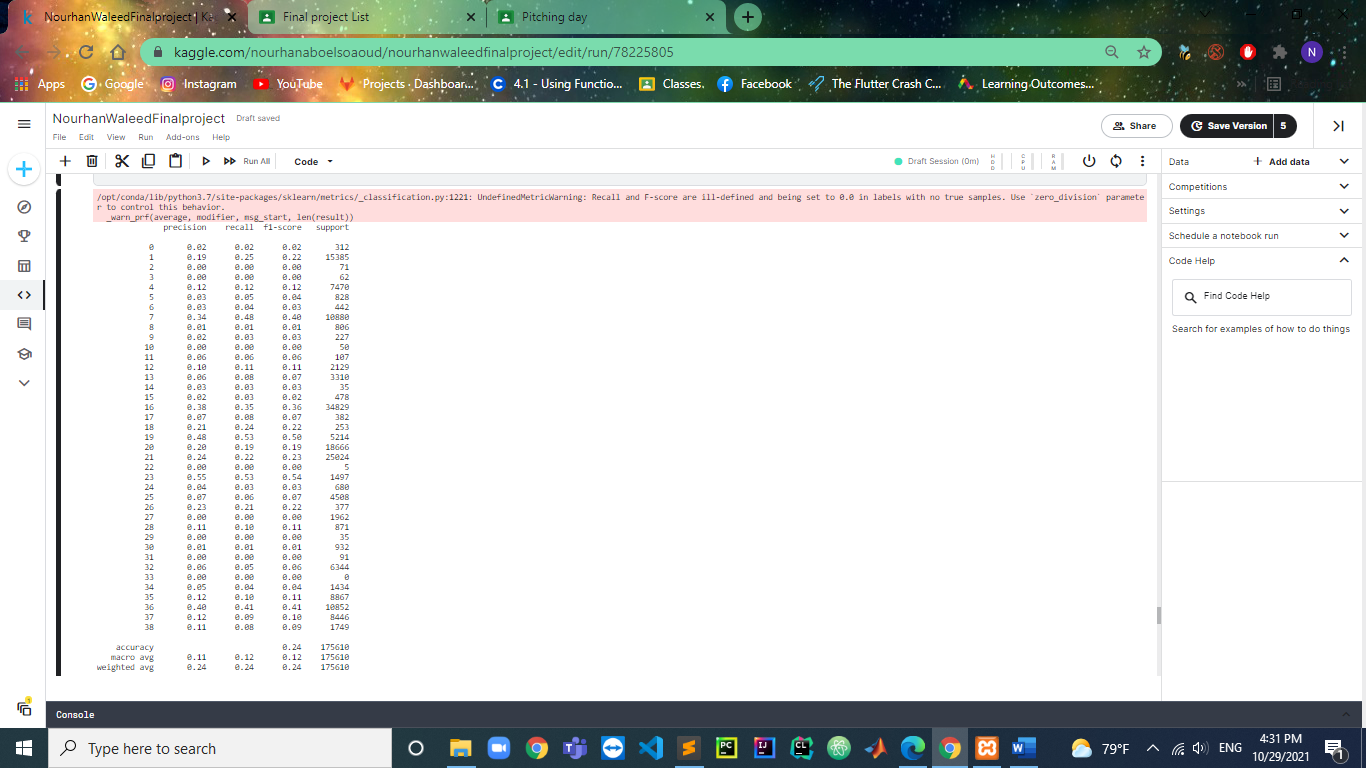 NourhanWaleedFinalproject | Ka
Final project List
Pitching day
kaggle.com/nourhanaboelsoaoud/nourhanwaleedfinalproject/edit/run/78225805
N
Apps
Google
Instagram
YouTube
Projects · Dashboar...
4.1 - Using Functio...
Classes.
Facebook
The Flutter Crash C...
Learning Outcomes...
NourhanWaleedFinalproject
Draft saved
File Edit View Run Add-ons Help
Share
Save Version 5
Run All
Code
Draft Session (0m)
HDD
CPU
RAM
Data
Add data
Competitions
Settings
Schedule a notebook run
Code Help
Find Code Help
Search for examples of how to do things
/opt/conda/lib/python3.7/site-packages/sklearn/metrics/_classification.py:1221: UndefinedMetricWarning: Recall and F-score are ill-defined and being set to 0.0 in labels with no true samples. Use `zero_division` paramete
r to control this behavior.
_warn_prf(average, modifier, msg_start, len(result))
precision recall f1-score support
0 0.02 0.02 0.02 312
1 0.19 0.25 0.22 15385
2 0.00 0.00 0.00 71
3 0.00 0.00 0.00 62
4 0.12 0.12 0.12 7470
5 0.03 0.05 0.04 828
6 0.03 0.04 0.03 442
7 0.34 0.48 0.40 10880
8 0.01 0.01 0.01 806
9 0.02 0.03 0.03 227
10 0.00 0.00 0.00 50
11 0.06 0.06 0.06 107
12 0.10 0.11 0.11 2129
13 0.06 0.08 0.07 3310
14 0.03 0.03 0.03 35
15 0.02 0.03 0.02 478
16 0.38 0.35 0.36 34829
17 0.07 0.08 0.07 382
18 0.21 0.24 0.22 253
19 0.48 0.53 0.50 5214
20 0.20 0.19 0.19 18666
21 0.24 0.22 0.23 25024
22 0.00 0.00 0.00 5
23 0.55 0.53 0.54 1497
24 0.04 0.03 0.03 680
25 0.07 0.06 0.07 4508
26 0.23 0.21 0.22 377
27 0.00 0.00 0.00 1962
28 0.11 0.10 0.11 871
29 0.00 0.00 0.00 35
30 0.01 0.01 0.01 932
31 0.00 0.00 0.00 91
32 0.06 0.05 0.06 6344
33 0.00 0.00 0.00 0
34 0.05 0.04 0.04 1434
35 0.12 0.10 0.11 8867
36 0.40 0.41 0.41 10852
37 0.12 0.09 0.10 8446
38 0.11 0.08 0.09 1749
accuracy 0.24 175610
macro avg 0.11 0.12 0.12 175610
weighted avg 0.24 0.24 0.24 175610
Console
Type here to search
79°F
ENG
4:31 PM
10/29/2021
1